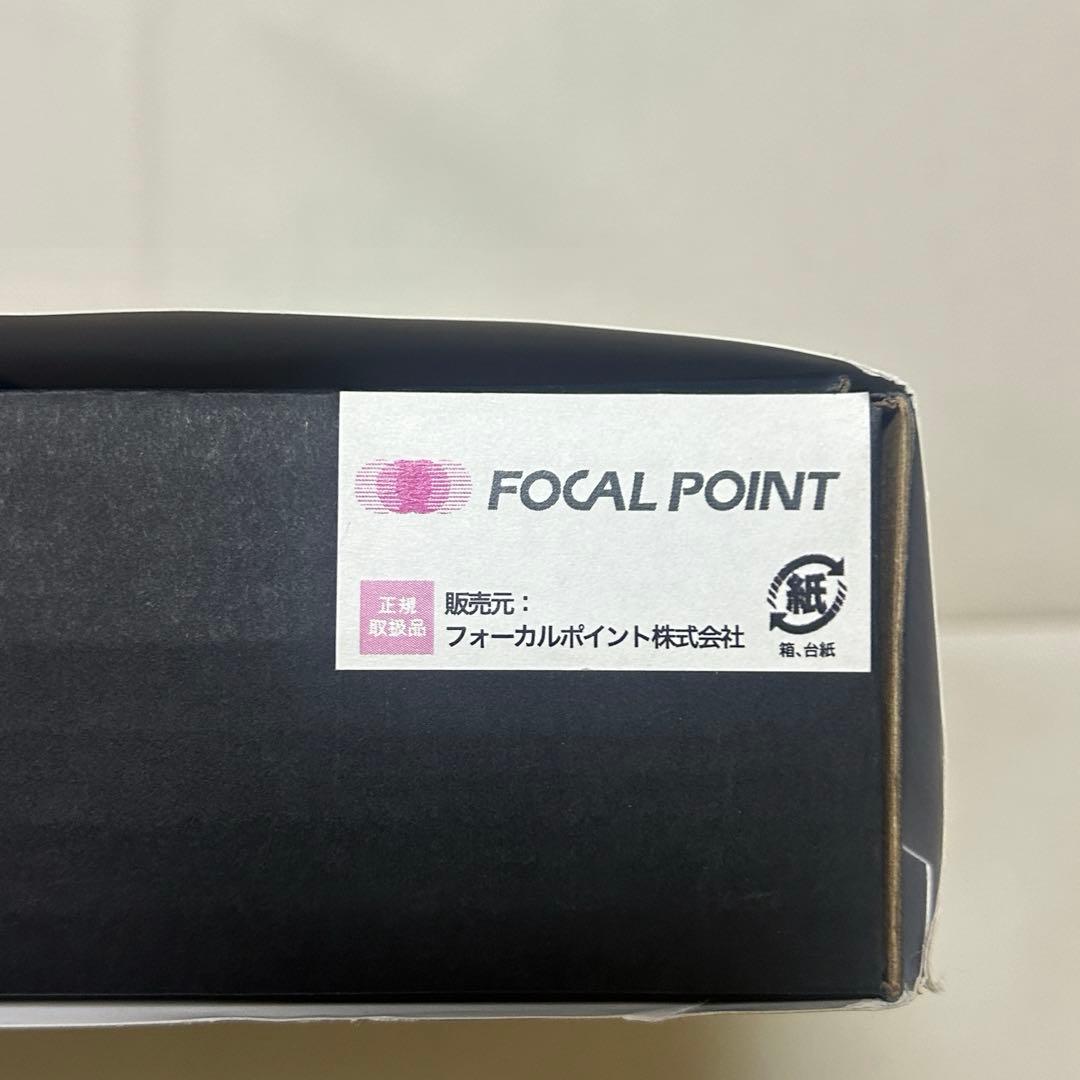 FOCAL POINT
正規
取扱品
販売元：
フォーカルポイント株式会社
紙
箱、台紙